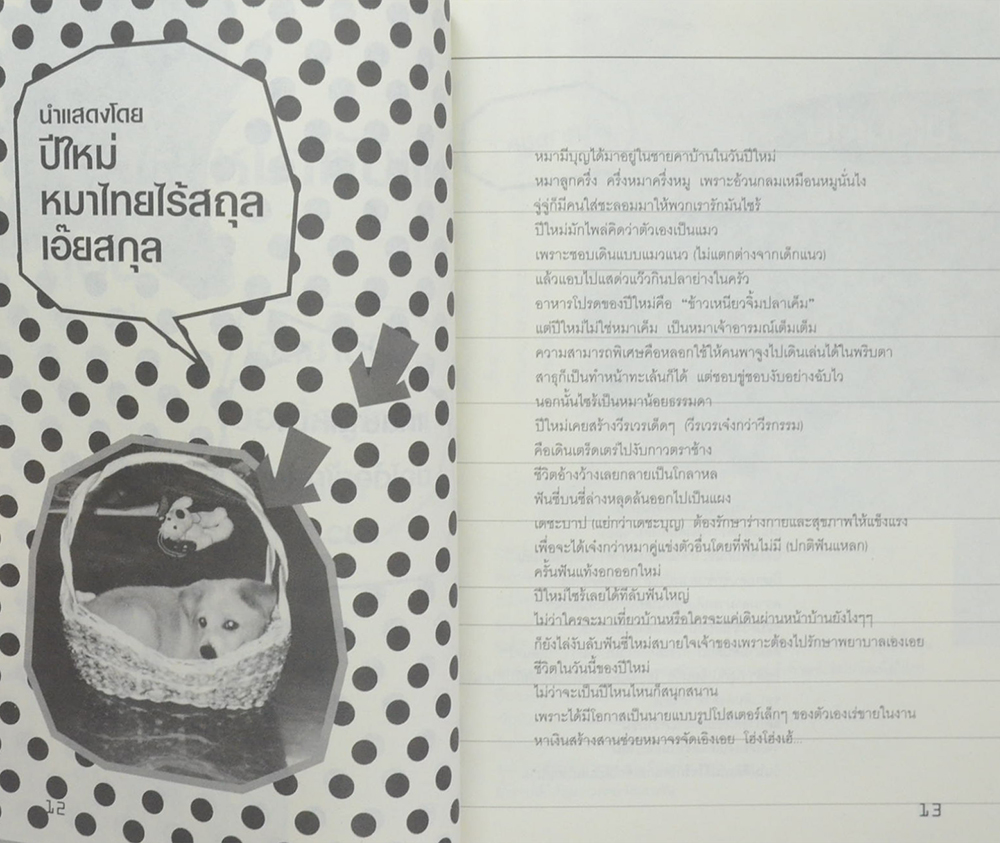 นำแสดงโดย
ปีใหม่
หมาไทยไร้สถุล
เอ๊ยสกุล
12
หมามีบุญได้มาอยู่ในชายคาบ้านในวันปีใหม่
หมาลูกครึ่ง ครึ่งหมาครึ่งหมู เพราะอ้วนกลมเหมือนหมูนั่นไง
จู่จู่ก็มีคนใส่ชะลอมมาให้พวกเรารักมันไชร้
ปีใหม่มักไพล่คิดว่าตัวเองเป็นแมว
เพราะชอบเดินแบบแมวแนว (ไม่แตกต่างจากเด็กแนว)
แล้วแอบไปแสด่วแว๊วกินปลาย่างในครัว
อาหารโปรดของปีใหม่คือ "ข้าวเหนียวจิ้มปลาเค็ม"
แต่ปีใหม่ไม่ใช่หมาเค็ม เป็นหมาเจ้าอารมณ์เต็มเต็ม
ความสามารถพิเศษคือหลอกใช้ให้คนพาจูงไปเดินเล่นได้ในพริบตา
สาธุก็เป็นทำหน้าทะเล้นก็ได้ แต่ชอบขู่ชอบงับอย่างฉับไว
นอกนั้นไซร้เป็นหมาน้อยธรรมดา
ปีใหม่เคยสร้างวีรเวรเด็ดๆ (วีรเวรเจ๋งกว่าวีรกรรม)
คือเดินเตร็ดเตร่ไปงับกาวตราช้าง
ชีวิตอ้างว้างเลยกลายเป็นโกลาหล
ฟันซี่บนซี่ล่างหลุดล้นออกไปเป็นแผง
เดชะบาป (แย่กว่าเดชะบุญ) ต้องรักษาร่างกายและสุขภาพให้แข็งแรง
เพื่อจะได้เจ๋งกว่าหมาคู่แข่งตัวอื่นโดยที่ฟันไม่มี (ปกติฟันแหลก)
ครั้นฟันแท้งอกออกใหม่
ปีใหม่ไซร้เลยได้ทีลับฟันใหญ่
ไม่ว่าใครจะมาเที่ยวบ้านหรือใครจะแค่เดินผ่านหน้าบ้านยังไงๆๆ
ก็ยังไล่งับลับฟันซี่ใหม่สบายใจเจ้าของเพราะต้องไปรักษาพยาบาลเองเอย
ชีวิตในวันนี้ของปีใหม่
ไม่ว่าจะเป็นปีไหนไหนก็สนุกสนาน
เพราะได้มีโอกาสเป็นนายแบบรูปโปสเตอร์เล็กๆ ของตัวเองเร่ขายในงาน
หาเงินสร้างสานช่วยหมาจรจัดเอิงเอย โฮ่งโฮ่งเฮ้...
13